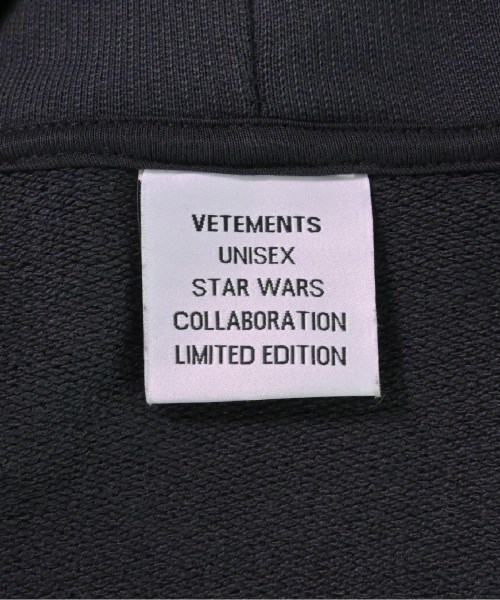 VETEMENTS
UNISEX
STAR WARS
COLLABORATION
LIMITED EDITION